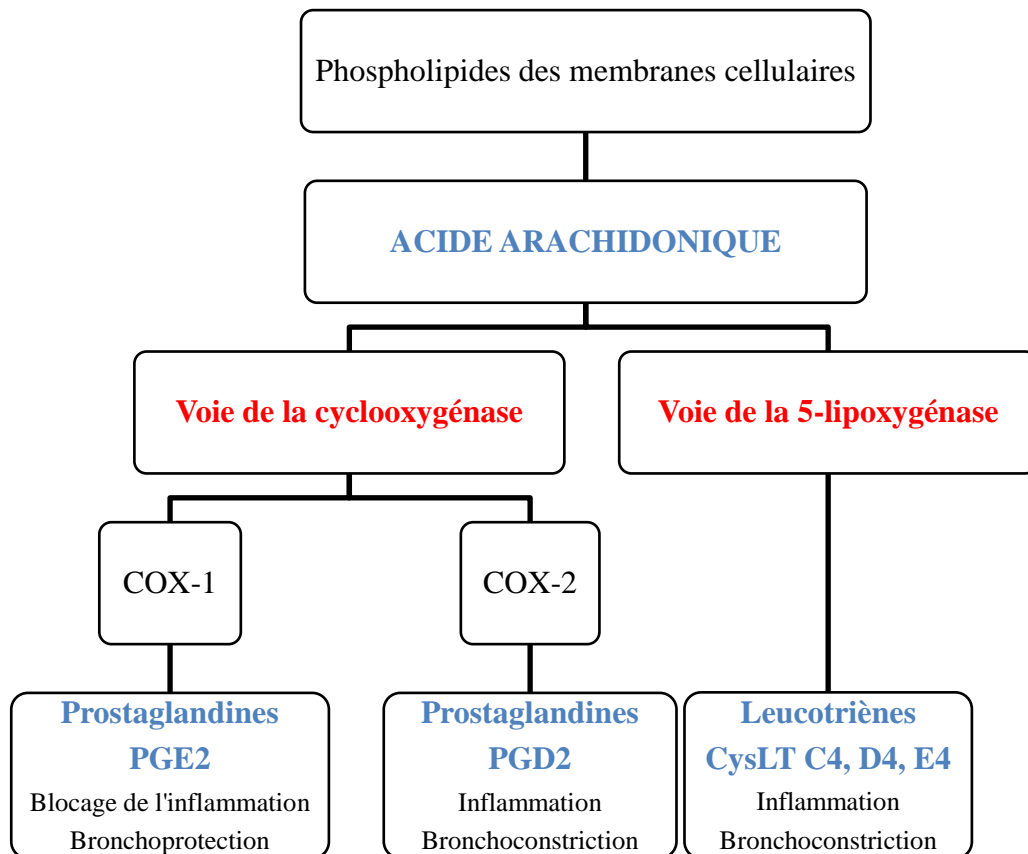 Phospholipides des membranes cellulaires
ACIDE ARACHIDONIQUE
Voie de la cyclooxygénase
Voie de la 5-lipoxygénase
COX-1
COX-2
Prostaglandines
PGE2
Blocage de l'inflammation
Bronchoprotection
Prostaglandines
PGD2
Inflammation
Bronchoconstriction
Leucotriènes
CysLT C4, D4, E4
Inflammation
Bronchoconstriction